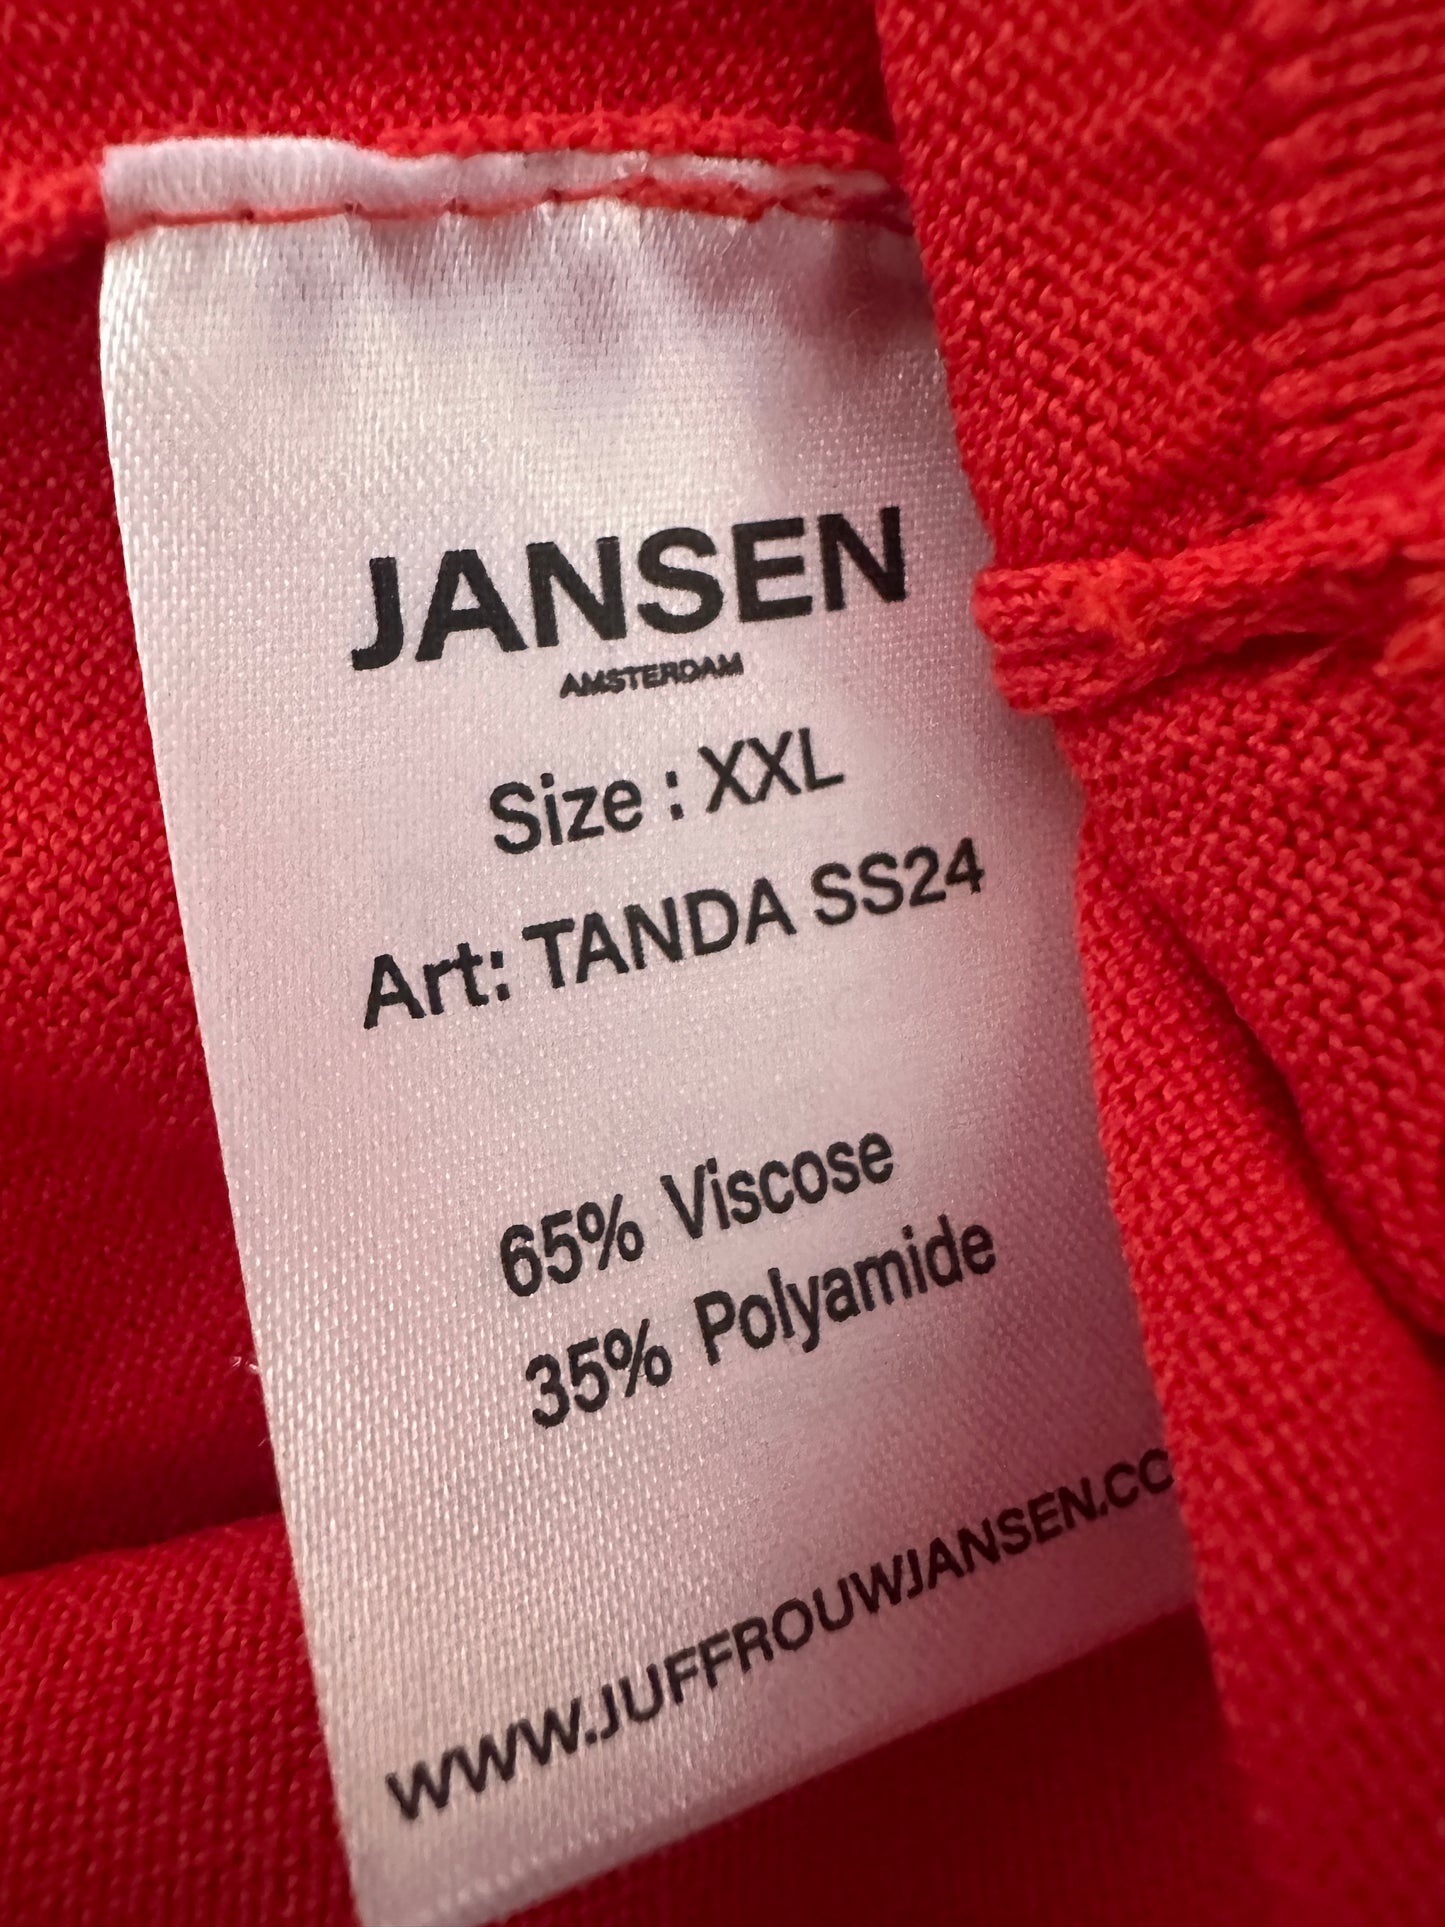 JANSEN
AMSTERDAM
Size : XXL
Art: TANDA SS24
65% Viscose
35% Polyamide
WWW.JUFFROUWJANSEN.CO